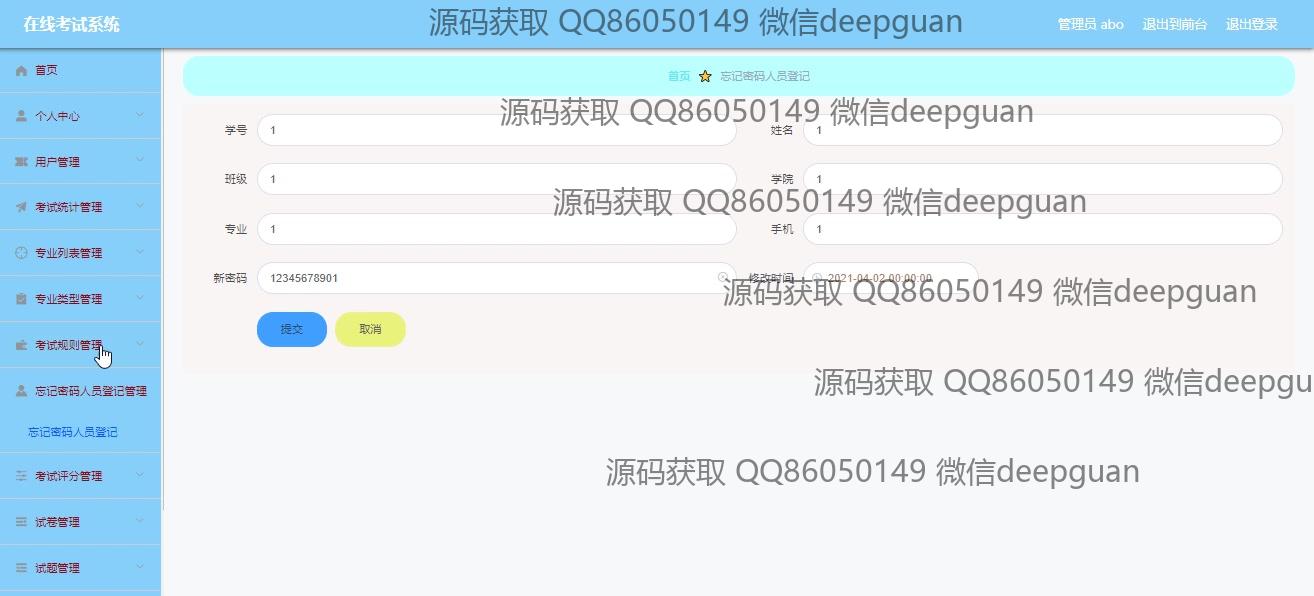 在线考试系统
源码获取 QQ86050149 微信deepguan
管理员 abo 退出到前台 退出登录
首页
个人中心
用户管理
考试统计管理
专业列表管理
专业类型管理
考试规则管理
忘记密码人员登记管理
忘记密码人员登记
考试评分管理
试卷管理
试题管理
首页 忘记密码人员登记
源码获取 QQ86050149 微信deepguan
学号 1 姓名 1
班级 1 学院 1
源码获取 QQ86050149 微信deepguan
专业 1 手机 1
新密码 12345678901 修改时间 2021-04-02 00:00:00
源码获取 QQ86050149 微信deepguan
提交 取消
源码获取 QQ86050149 微信deepgu
源码获取 QQ86050149 微信deepguan